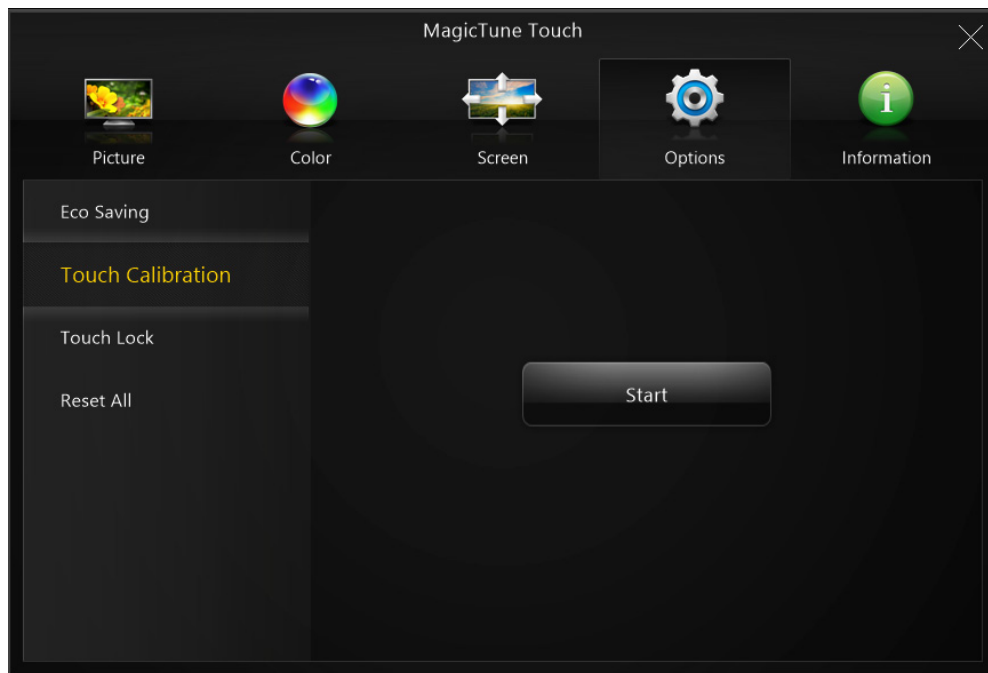 MagicTune Touch
Picture
Color
Screen
Options
Information
Eco Saving
Touch Calibration
Touch Lock
Reset All
Start